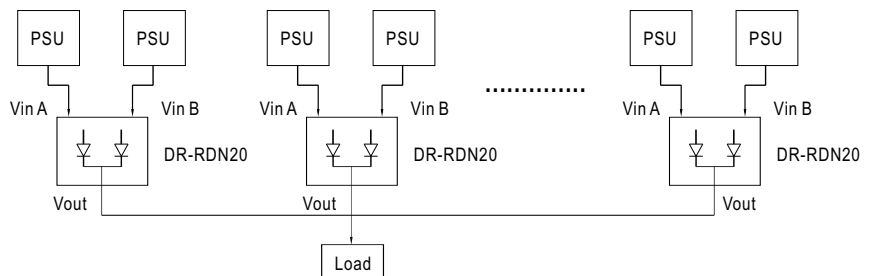 PSU PSU PSU PSU PSU PSU
Vin A Vin B Vin A Vin B Vin A Vin B
DR-RDN20 DR-RDN20 DR-RDN20
Vout Vout Vout
Load